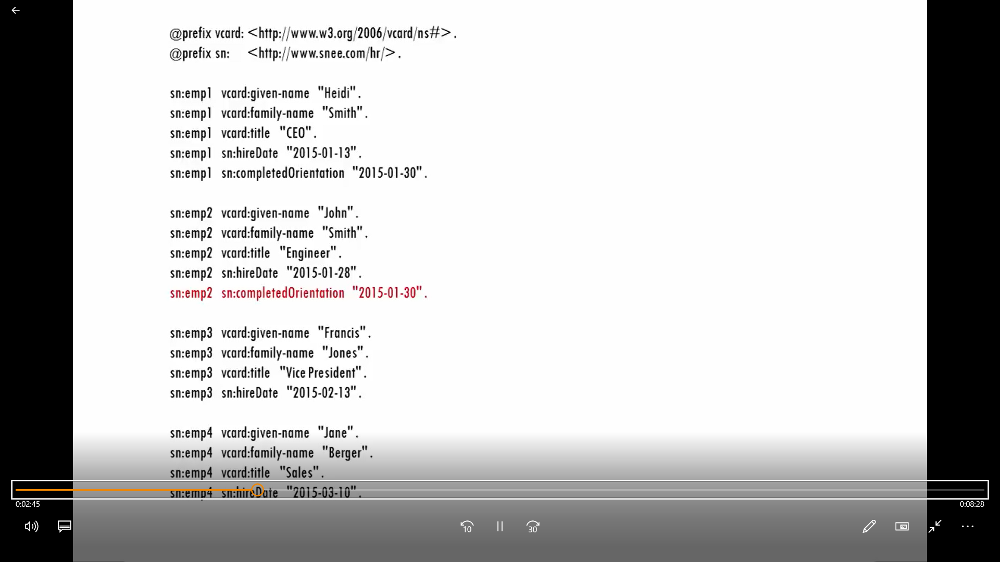 @prefix vcard: <http://www.w3.org/2006/vcard/ns#> .
@prefix sn: <http://www.snee.com/hr/> .
sn:emp1 vcard:given-name "Heidi" .
sn:emp1 vcard:family-name "Smith" .
sn:emp1 vcard:title "CEO" .
sn:emp1 sn:hireDate "2015-01-13" .
sn:emp1 sn:completedOrientation "2015-01-30" .
sn:emp2 vcard:given-name "John" .
sn:emp2 vcard:family-name "Smith" .
sn:emp2 vcard:title "Engineer" .
sn:emp2 sn:hireDate "2015-01-28" .
sn:emp2 sn:completedOrientation "2015-01-30" .
sn:emp3 vcard:given-name "Francis" .
sn:emp3 vcard:family-name "Jones" .
sn:emp3 vcard:title "Vice President" .
sn:emp3 sn:hireDate "2015-02-13" .
sn:emp4 vcard:given-name "Jane" .
sn:emp4 vcard:family-name "Berger" .
sn:emp4 vcard:title "Sales" .
sn:emp4 sn:hireDate "2015-03-10" .
0:02:45 0:08:28
10 30